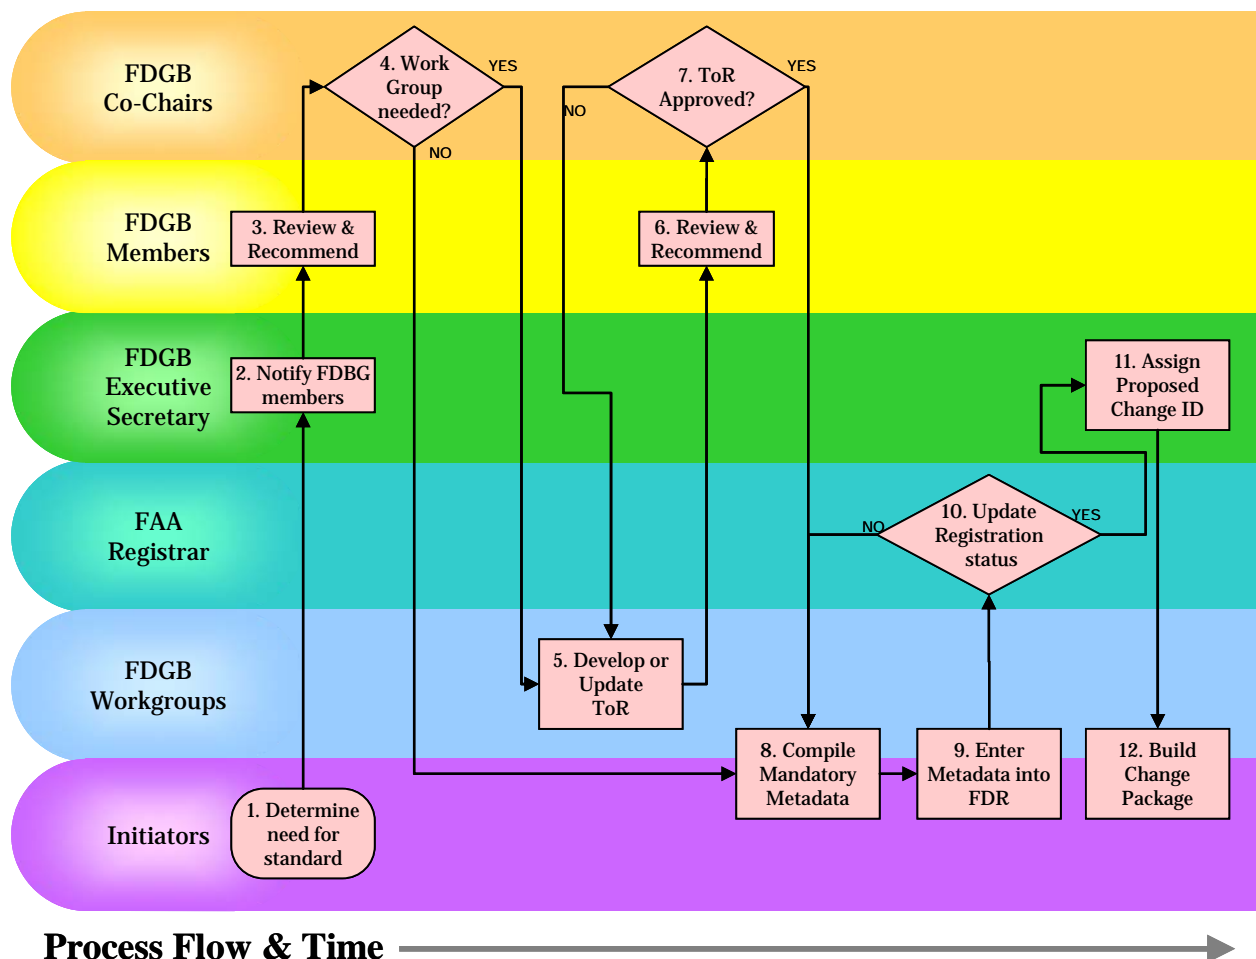 FDGB
Co-Chairs
4. Work
Group
needed?
YES
NO
7. ToR
Approved?
YES
NO
FDGB
Members
3. Review &
Recommend
6. Review &
Recommend
FDGB
Executive
Secretary
2. Notify FDBG
members
11. Assign
Proposed
Change ID
FAA
Registrar
NO
10. Update
Registration
status
YES
FDGB
Workgroups
5. Develop or
Update
ToR
8. Compile
Mandatory
Metadata
9. Enter
Metadata into
FDR
12. Build
Change
Package
Initiators
1. Determine
need for
standard
Process Flow & Time